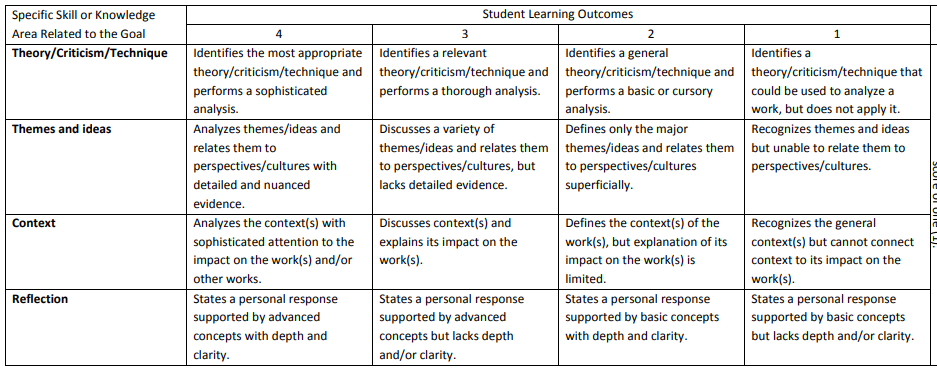 Specific Skill or Knowledge
Area Related to the Goal
Student Learning Outcomes
4
3
2
1
Theory/Criticism/Technique
Identifies the most appropriate
theory/criticism/technique and
performs a sophisticated
analysis.
Identifies a relevant
theory/criticism/technique and
performs a thorough analysis.
Identifies a general
theory/criticism/technique and
performs a basic or cursory
analysis.
Identifies a
theory/criticism/technique that
could be used to analyze a
work, but does not apply it.
Themes and ideas
Analyzes themes/ideas and
relates them to
perspectives/cultures with
detailed and nuanced
evidence.
Discusses a variety of
themes/ideas and relates them
to perspectives/cultures, but
lacks detailed evidence.
Defines only the major
themes/ideas and relates them
to perspectives/cultures
superficially.
Recognizes themes and ideas
but unable to relate them to
perspectives/cultures.
Context
Analyzes the context(s) with
sophisticated attention to the
impact on the work(s) and/or
other works.
Discusses context(s) and
explains its impact on the
work(s).
Defines the context(s) of the
work(s), but explanation of its
impact on the work(s) is
limited.
Recognizes the general
context(s) but cannot connect
context to its impact on the
work(s).
Reflection
States a personal response
supported by advanced
concepts with depth and
clarity.
States a personal response
supported by advanced
concepts but lacks depth
and/or clarity.
States a personal response
supported by basic concepts
with depth and clarity.
States a personal response
supported by basic concepts
but lacks depth and/or clarity.